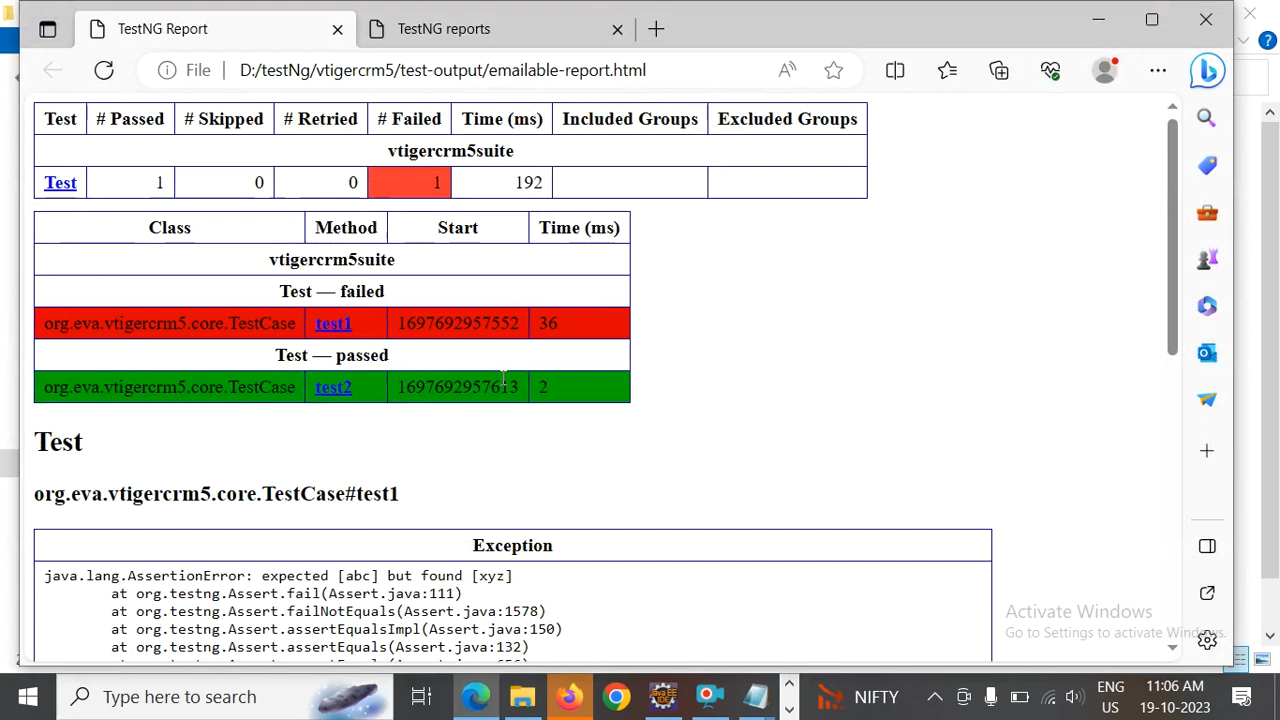 TestNG Report
TestNG reports
File D:/testNg/vtigercrm5/test-output/emailable-report.html
Test # Passed # Skipped # Retried # Failed Time (ms) Included Groups Excluded Groups
vtigercrm5suite
Test 1 0 0 1 192
Class Method Start Time (ms)
vtigercrm5suite
Test — failed
org.eva.vtigercrm5.core.TestCase test1 1697692957552 36
Test — passed
org.eva.vtigercrm5.core.TestCase test2 1697692957613 2
Test
org.eva.vtigercrm5.core.TestCase#test1
Exception
java.lang.AssertionError: expected [abc] but found [xyz]
at org.testng.Assert.fail(Assert.java:111)
at org.testng.Assert.failNotEquals(Assert.java:1578)
at org.testng.Assert.assertEqualsImpl(Assert.java:150)
at org.testng.Assert.assertEquals(Assert.java:132)
Activate Windows
Go to Settings to activate Windows.
Type here to search
NIFTY
ENG
US
11:06 AM
19-10-2023